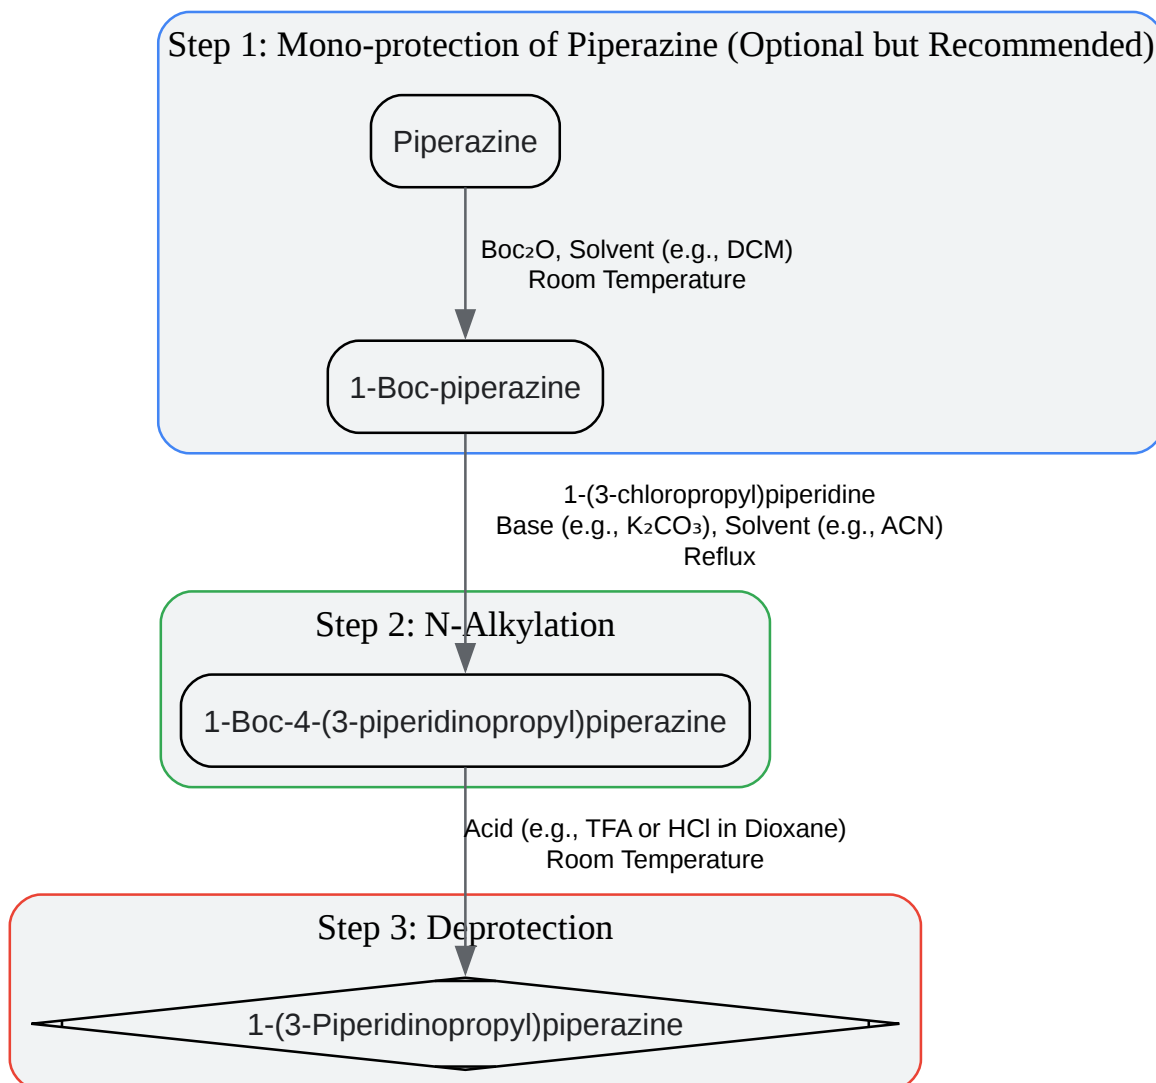 Step 1: Mono-protection of Piperazine (Optional but Recommended)
Piperazine
Boc₂O, Solvent (e.g., DCM)
Room Temperature
1-Boc-piperazine
1-(3-chloropropyl)piperidine
Base (e.g., K₂CO₃), Solvent (e.g., ACN)
Reflux
Step 2: N-Alkylation
1-Boc-4-(3-piperidinopropyl)piperazine
Acid (e.g., TFA or HCl in Dioxane)
Room Temperature
Step 3: Deprotection
1-(3-Piperidinopropyl)piperazine